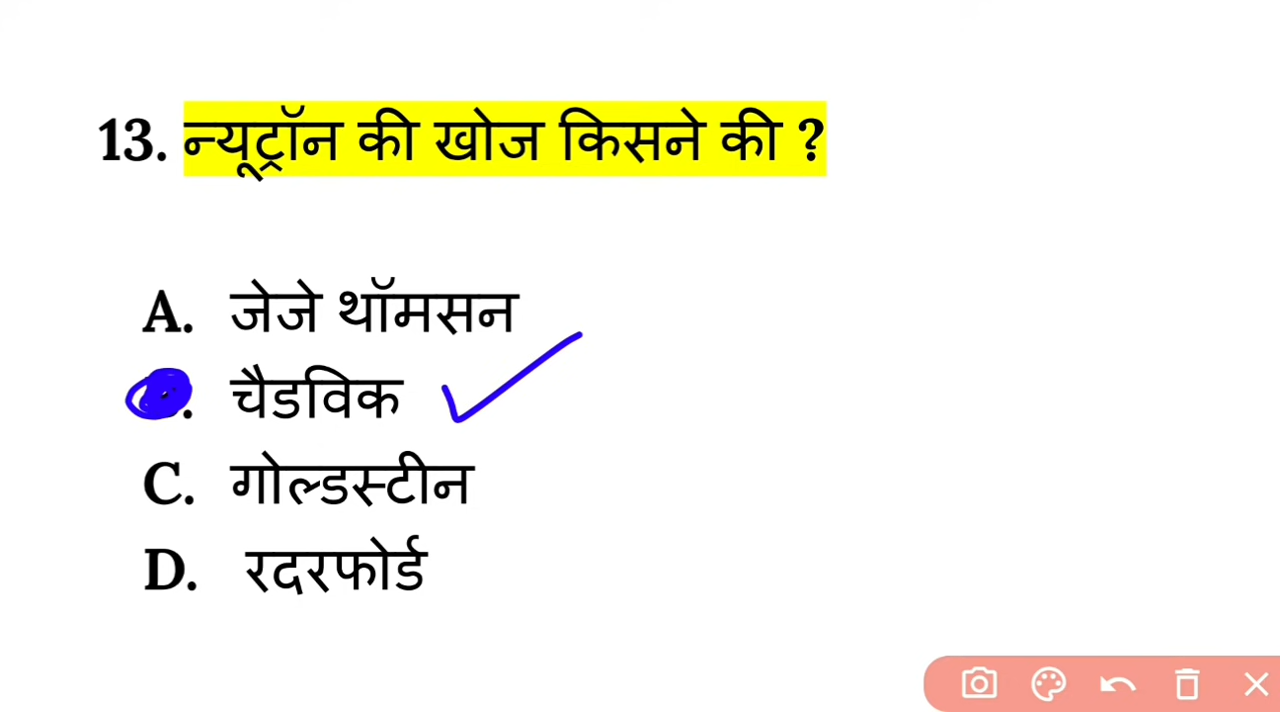 13. न्यूट्रॉन की खोज किसने की ?
A. जेजे थॉमसन
. चैडविक
C. गोल्डस्टीन
D. रदरफोर्ड